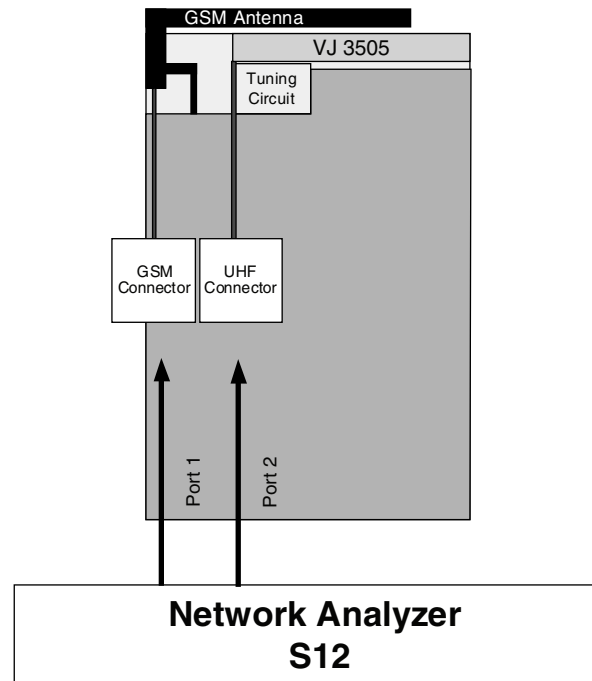 GSM Antenna
VJ 3505
Tuning
Circuit
GSM
Connector
UHF
Connector
Port 1
Port 2
Network Analyzer
S12